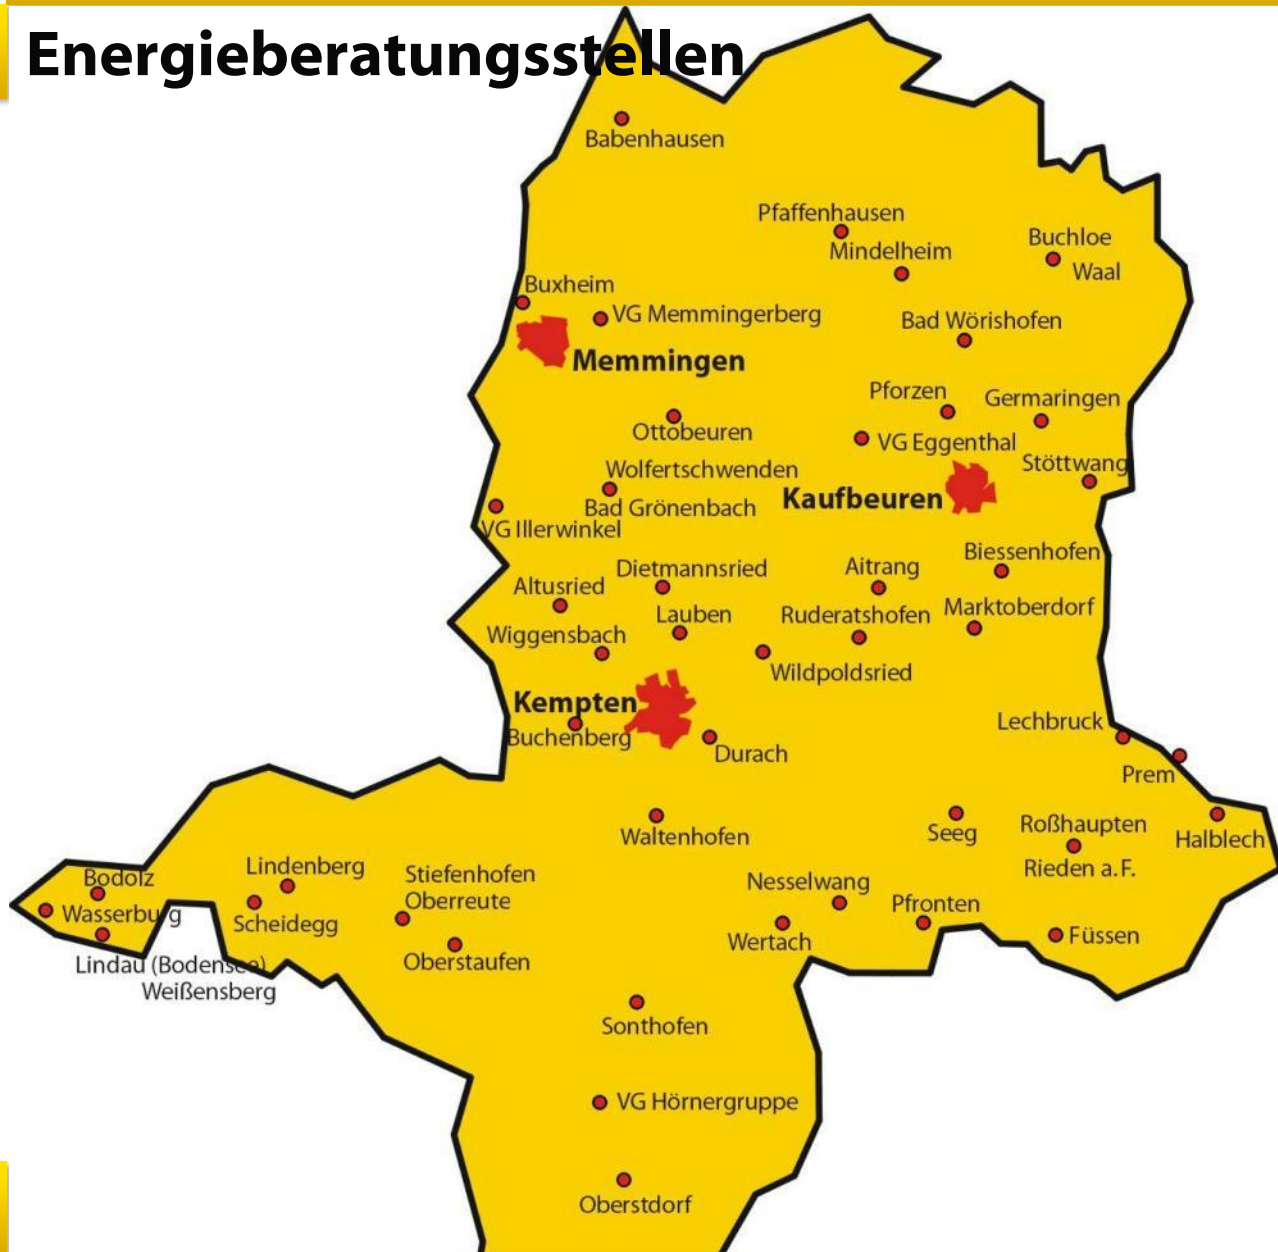 Energieberatungsstellen
Babenhausen
Pfaffenhausen
Mindelheim
Buchloe
Waal
Buxheim
VG Memmingerberg
Bad Wörishofen
Memmingen
Pforzen
Germaringen
Ottobeuren
VG Eggenthal
Stöttwang
Wolfertschwenden
Kaufbeuren
Bad Grönenbach
VG Illerwinkel
Biessenhofen
Dietmannsried
Aitrang
Altusried
Lauben
Ruderatshofen
Marktoberdorf
Wiggensbach
Wildpoldsried
Kempten
Lechbruck
Buchenberg
Durach
Prem
Waltenhofen
Seeg
Roßhaupten
Halblech
Rieden a.F.
Lindenberg
Stiefenhofen
Bodolz
Nesselwang
Oberreute
Pfronten
Wasserburg
Scheidegg
Wertach
Füssen
Oberstaufen
Lindau (Bodensee)
Weißensberg
Sonthofen
VG Hörnergruppe
Oberstdorf